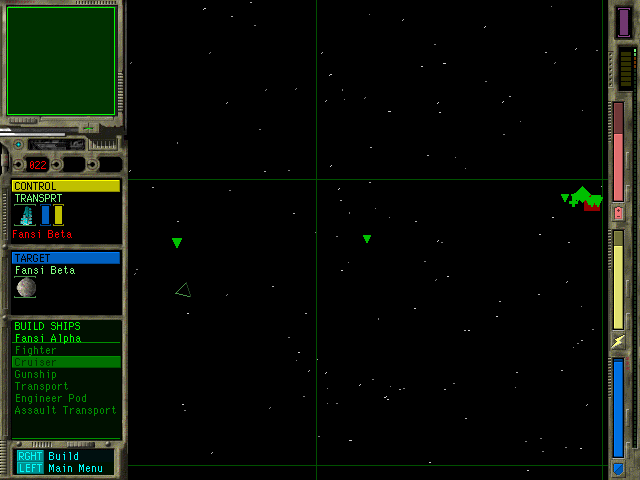 022
CONTROL
TRANSPRT
Fansi Beta
TARGET
Fansi Beta
BUILD SHIPS
Fansi Alpha
Fighter
Cruiser
Gunship
Transport
Engineer Pod
Assault Transport
RGHT Build
LEFT Main Menu